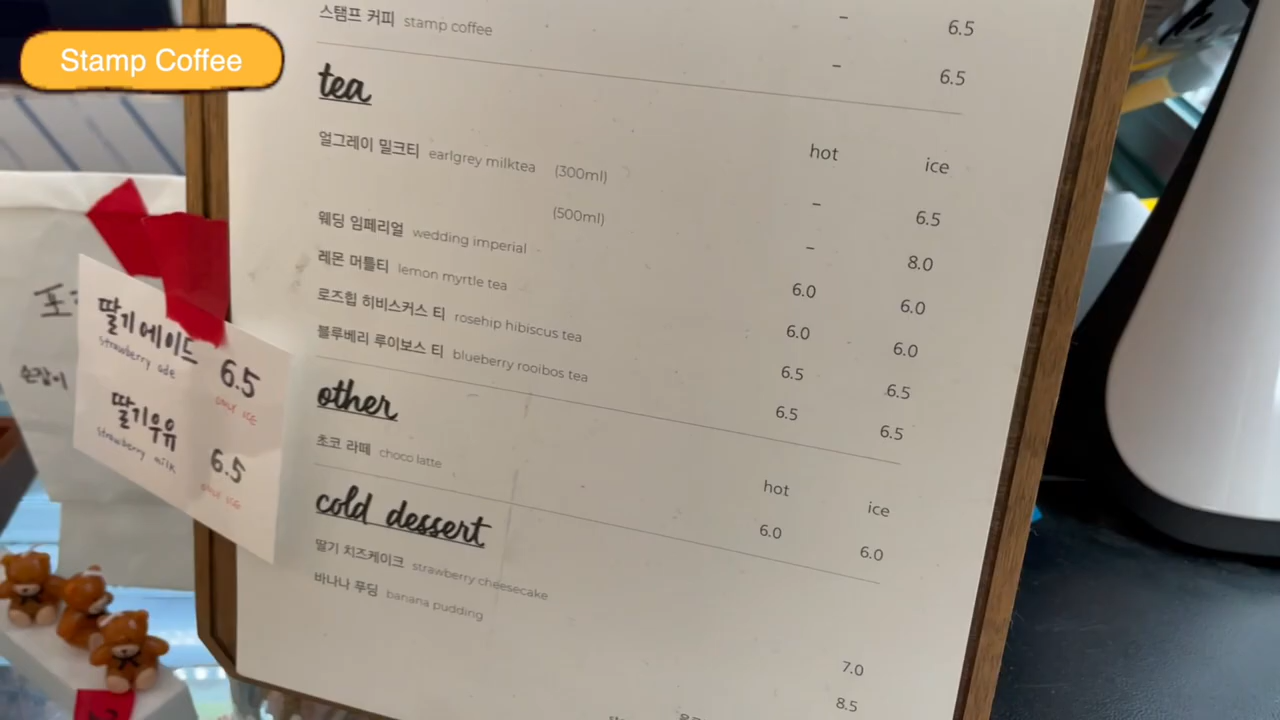 Stamp Coffee
– 6.5
스탬프 커피 stamp coffee – 6.5
tea
hot ice
얼그레이 밀크티 earlgrey milktea (300ml) – 6.5
(500ml) – 8.0
웨딩 임페리얼 wedding imperial 6.0 6.0
레몬 머틀티 lemon myrtle tea 6.0 6.0
로즈힙 히비스커스 티 rosehip hibiscus tea 6.5 6.5
블루베리 루이보스 티 blueberry rooibos tea 6.5 6.5
other
hot ice
초코 라떼 choco latte 6.0 6.0
cold dessert
딸기 치즈케이크 strawberry cheesecake 7.0
바나나 푸딩 banana pudding 8.5
딸기에이드 6.5
strawberry ade
only ice
딸기우유 6.5
strawberry milk
only ice